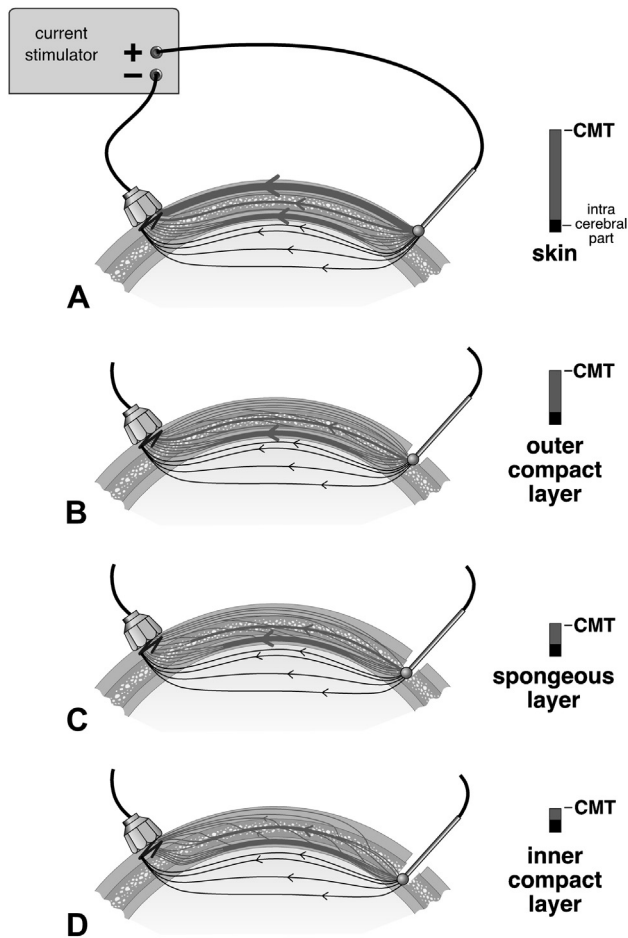 current
stimulator
+
−
CMT
intra
cerebral
part
skin
A
CMT
outer
compact
layer
B
CMT
spongeous
layer
C
CMT
inner
compact
layer
D